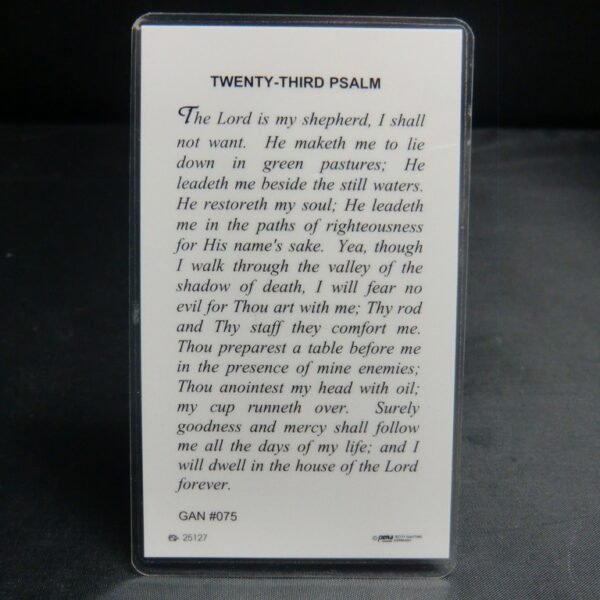 TWENTY-THIRD PSALM
The Lord is my shepherd, I shall
not want. He maketh me to lie
down in green pastures; He
leadeth me beside the still waters.
He restoreth my soul; He leadeth
me in the paths of righteousness
for His name's sake. Yea, though
I walk through the valley of the
shadow of death, I will fear no
evil for Thou art with me; Thy rod
and Thy staff they comfort me.
Thou preparest a table before me
in the presence of mine enemies;
Thou anointest my head with oil;
my cup runneth over. Surely
goodness and mercy shall follow
me all the days of my life; and I
will dwell in the house of the Lord
forever.
GAN #075
25127